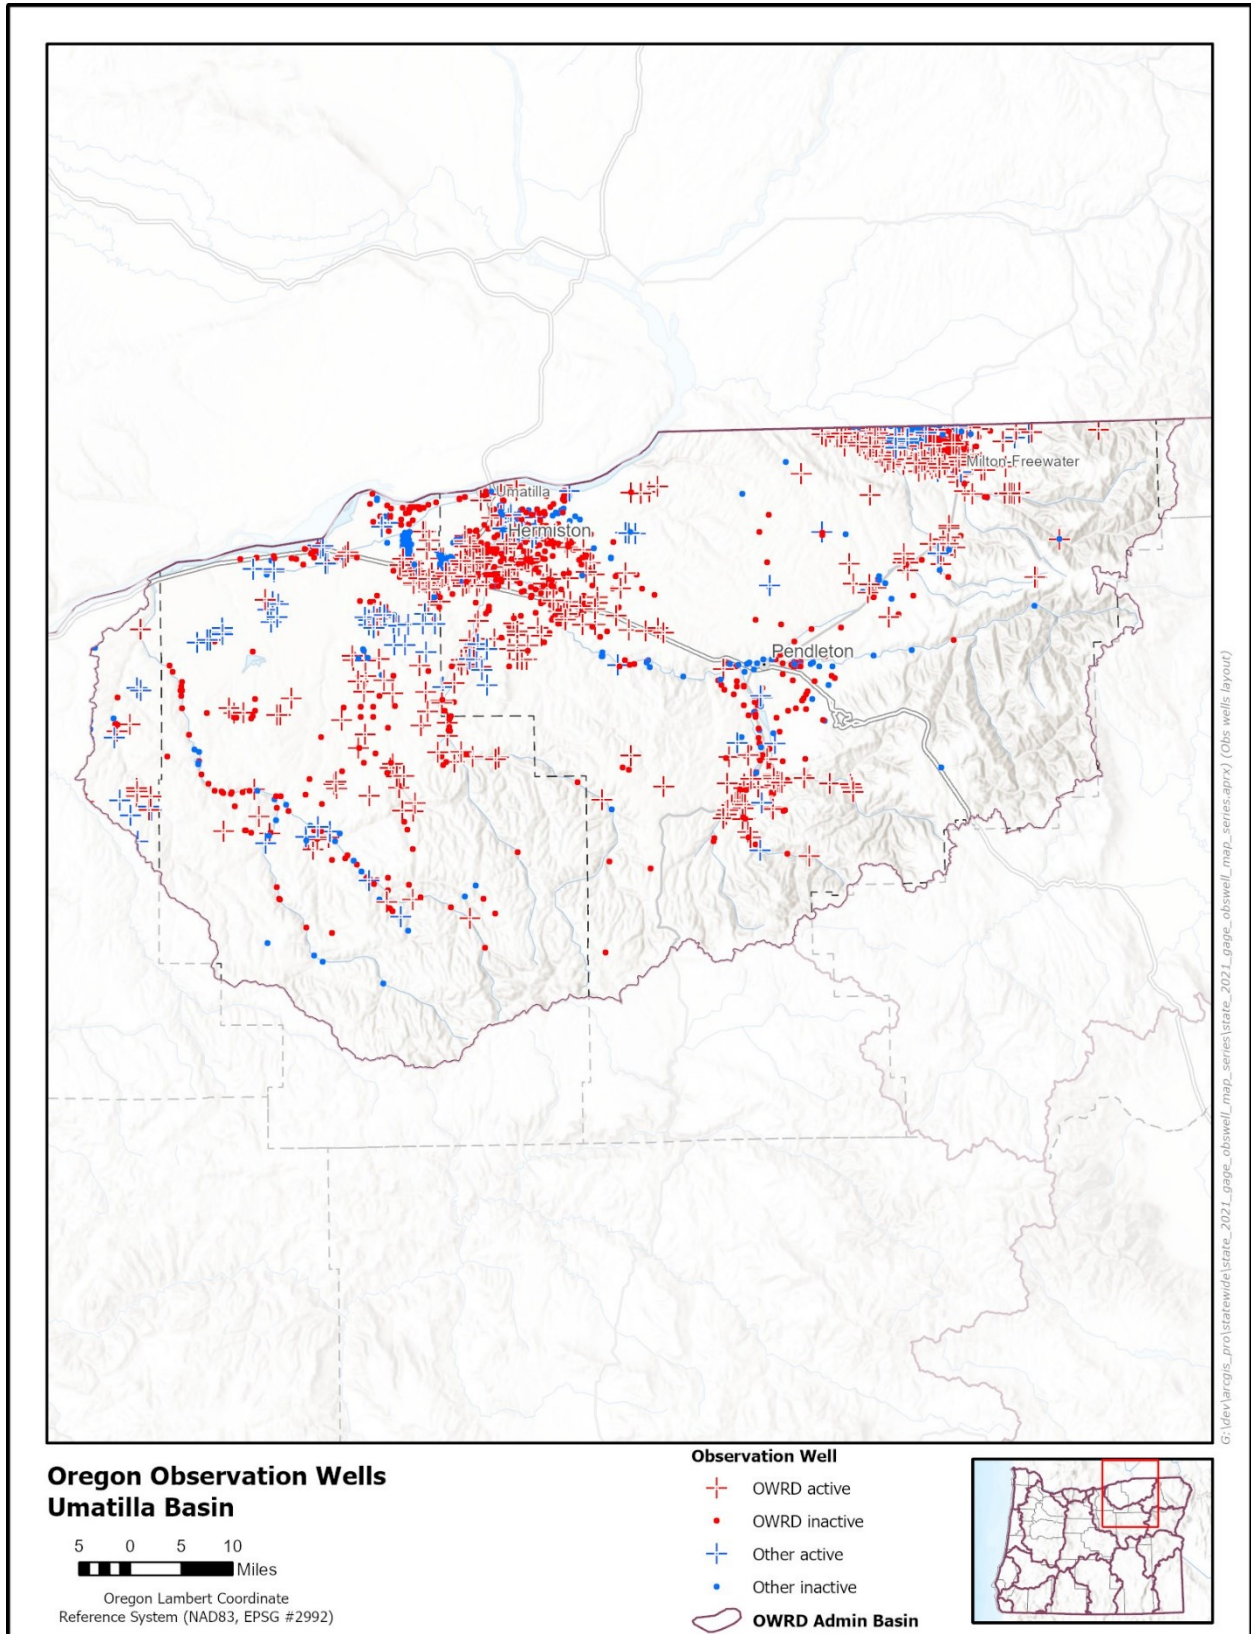 Umatilla
Milton-Freewater
Hermiston
Pendleton
G:\dev\arcgis_pro\statewide\state_2021_gage_obswell_map_series\state_2021_gage_obswell_map_series.aprx) (Obs wells layout)
Oregon Observation Wells
Umatilla Basin
5 0 5 10
Miles
Oregon Lambert Coordinate
Reference System (NAD83, EPSG #2992)
Observation Well
OWRD active
OWRD inactive
Other active
Other inactive
OWRD Admin Basin